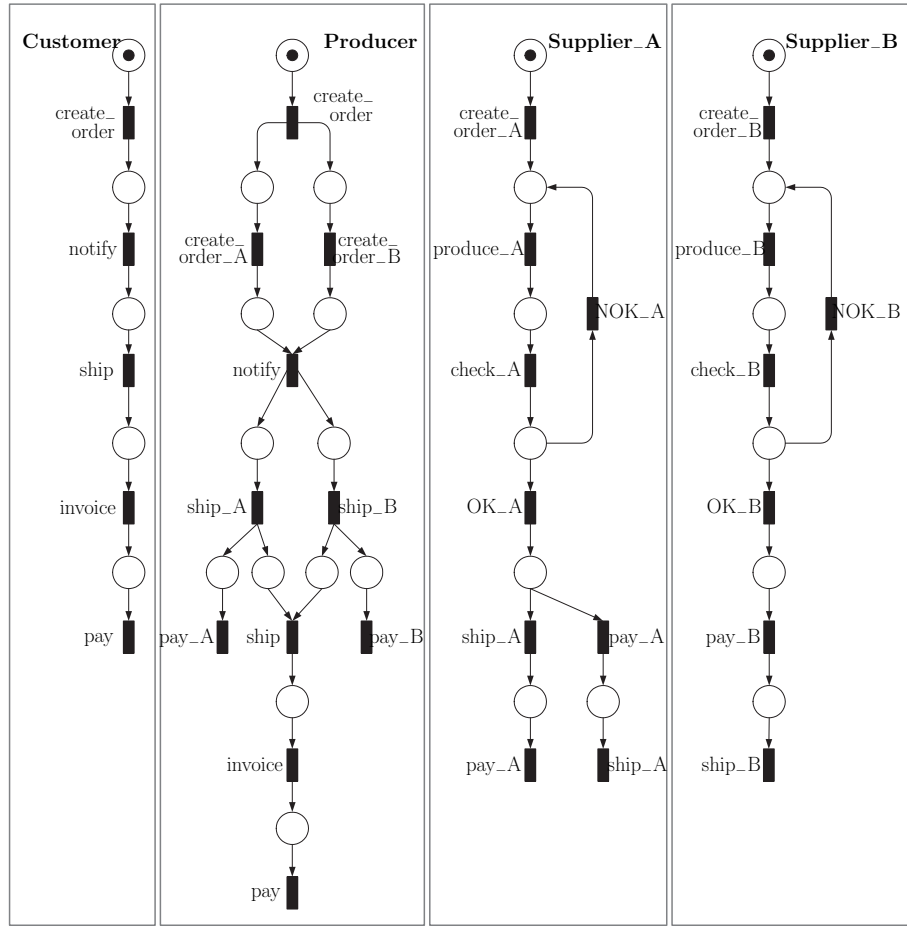 Customer
create_
order
notify
ship
invoice
pay
Producer
create_
order
create_
order_A
create_
order_B
notify
ship_A
ship_B
pay_A
ship
pay_B
invoice
pay
Supplier_A
create_
order_A
produce_A
NOK_A
check_A
OK_A
ship_A
pay_A
pay_A
ship_A
Supplier_B
create_
order_B
produce_B
NOK_B
check_B
OK_B
pay_B
ship_B